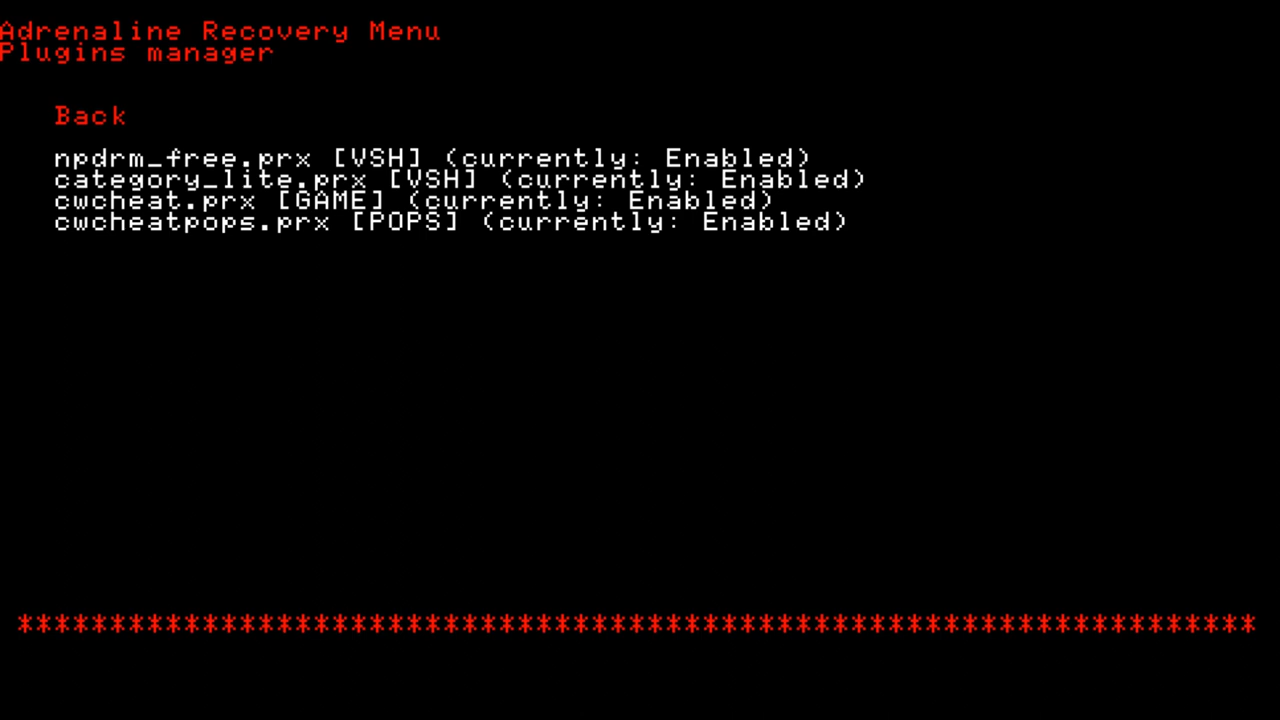 Adrenaline Recovery Menu
Plugins manager
Back
npdrm_free.prx [VSH] (currently: Enabled)
category_lite.prx [VSH] (currently: Enabled)
cwcheat.prx [GAME] (currently: Enabled)
cwcheatpops.prx [POPS] (currently: Enabled)
*******************************************************************